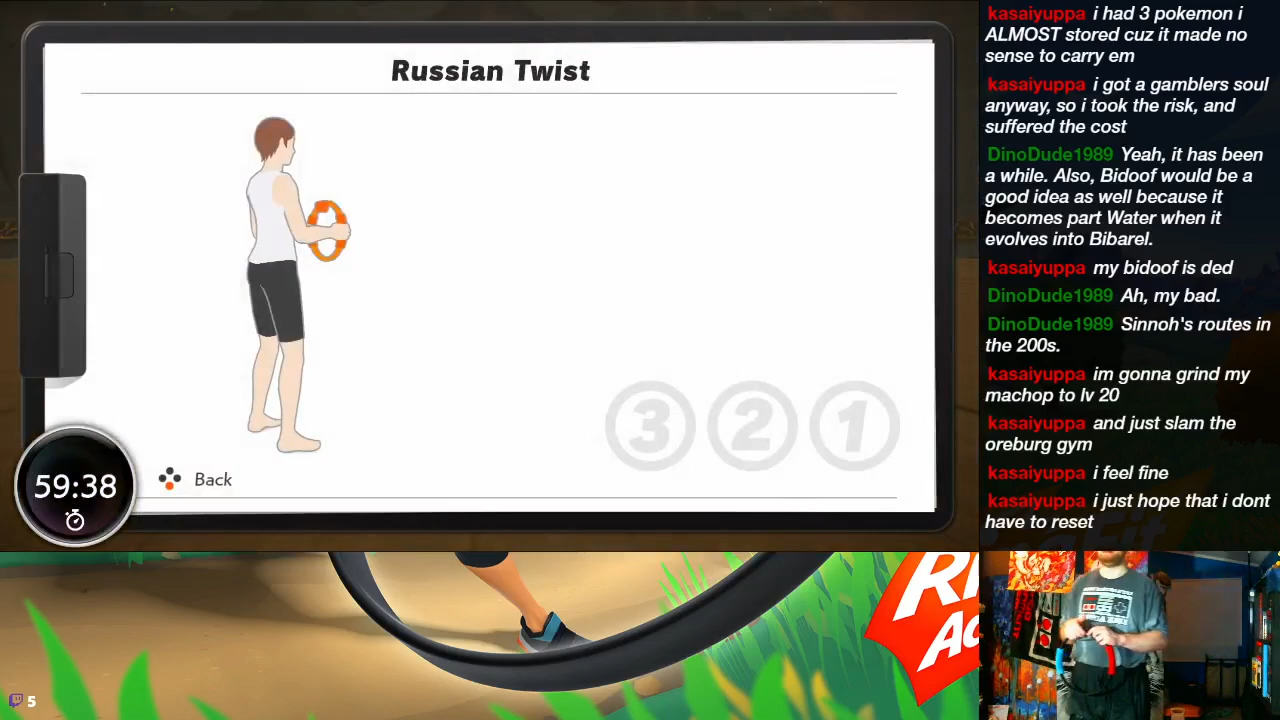 Russian Twist
3 2 1
Back
59:38
5
RI
Ac
kasaiyuppa i had 3 pokemon i
ALMOST stored cuz it made no
sense to carry em
kasaiyuppa i got a gamblers soul
anyway, so i took the risk, and
suffered the cost
DinoDude1989 Yeah, it has been
a while. Also, Bidoof would be a
good idea as well because it
becomes part Water when it
evolves into Bibarel.
kasaiyuppa my bidoof is ded
DinoDude1989 Ah, my bad.
DinoDude1989 Sinnoh's routes in
the 200s.
kasaiyuppa im gonna grind my
machop to lv 20
kasaiyuppa and just slam the
oreburg gym
kasaiyuppa i feel fine
kasaiyuppa i just hope that i dont
have to reset